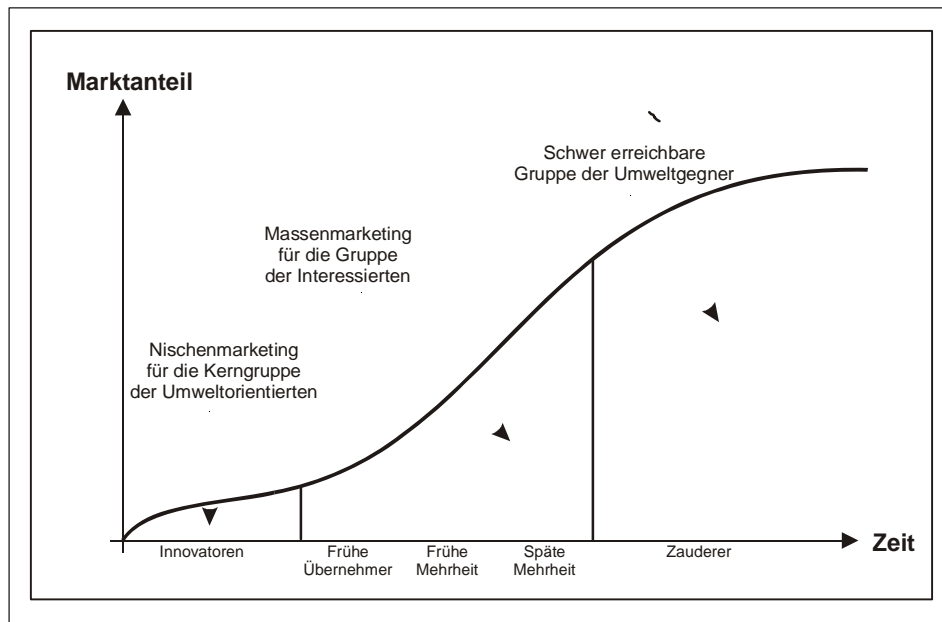 Marktanteil
Schwer erreichbare
Gruppe der Umweltgegner
Massenmarketing
für die Gruppe
der Interessierten
Nischenmarketing
für die Kerngruppe
der Umweltorientierten
Innovatoren
Frühe
Übernehmer
Frühe
Mehrheit
Späte
Mehrheit
Zauderer
Zeit